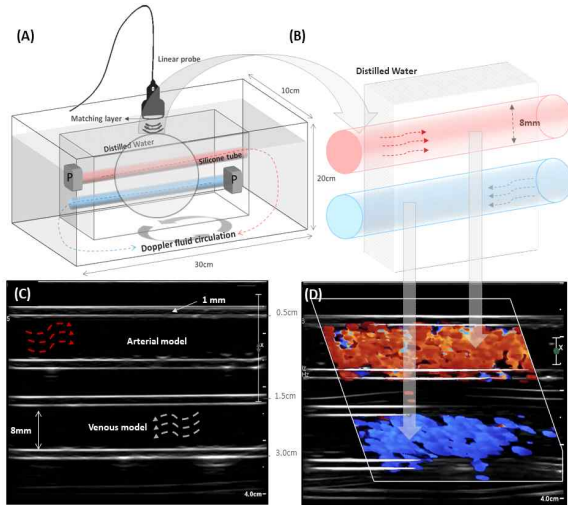 (A)
Linear probe
Matching layer
Distilled Water
Silicone tube
P
P
Doppler fluid circulation
10cm
20cm
30cm
(B)
Distilled Water
8mm
(C)
1 mm
Arterial model
8mm
Venous model
0.5cm
1.5cm
3.0cm
4.0cm
x
(D)
x
4.0cm